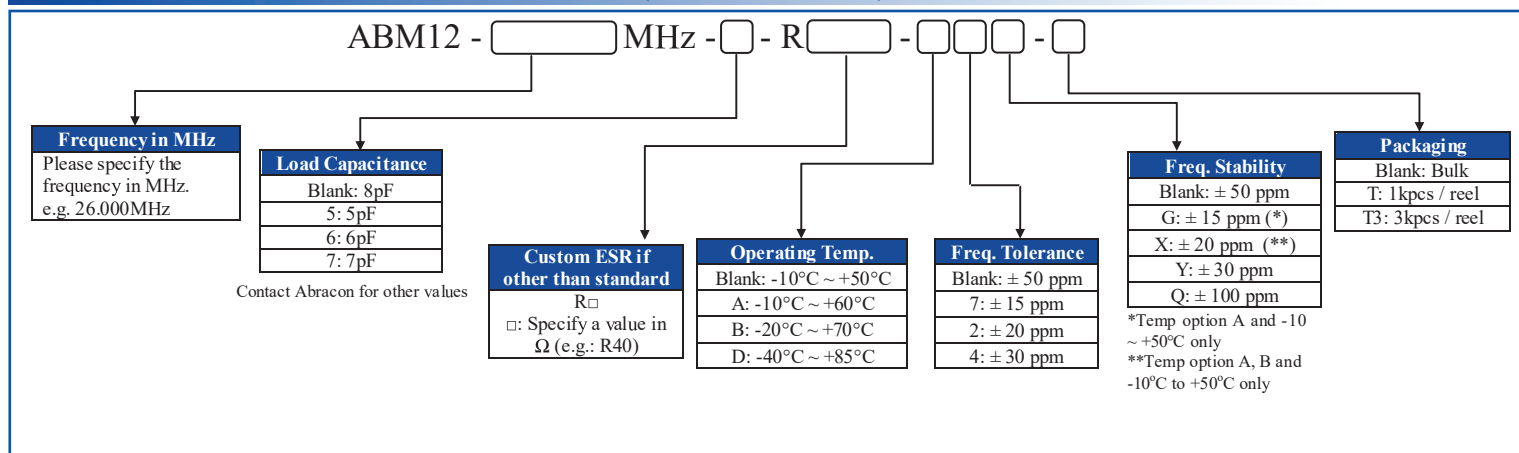 ABM12 - MHz - - R - -
Frequency in MHz
Please specify the
frequency in MHz.
e.g. 26.000MHz
Load Capacitance
Blank: 8pF
5: 5pF
6: 6pF
7: 7pF
Contact Abracon for other values
Custom ESR if
other than standard
R□
□: Specify a value in
Ω (e.g.: R40)
Operating Temp.
Blank: -10°C ~ +50°C
A: -10°C ~ +60°C
B: -20°C ~ +70°C
D: -40°C ~ +85°C
Freq. Tolerance
Blank: ± 50 ppm
7: ± 15 ppm
2: ± 20 ppm
4: ± 30 ppm
Freq. Stability
Blank: ± 50 ppm
G: ± 15 ppm (*)
X: ± 20 ppm (**)
Y: ± 30 ppm
Q: ± 100 ppm
*Temp option A and -10
~ +50°C only
**Temp option A, B and
-10°C to +50°C only
Packaging
Blank: Bulk
T: 1kpcs / reel
T3: 3kpcs / reel